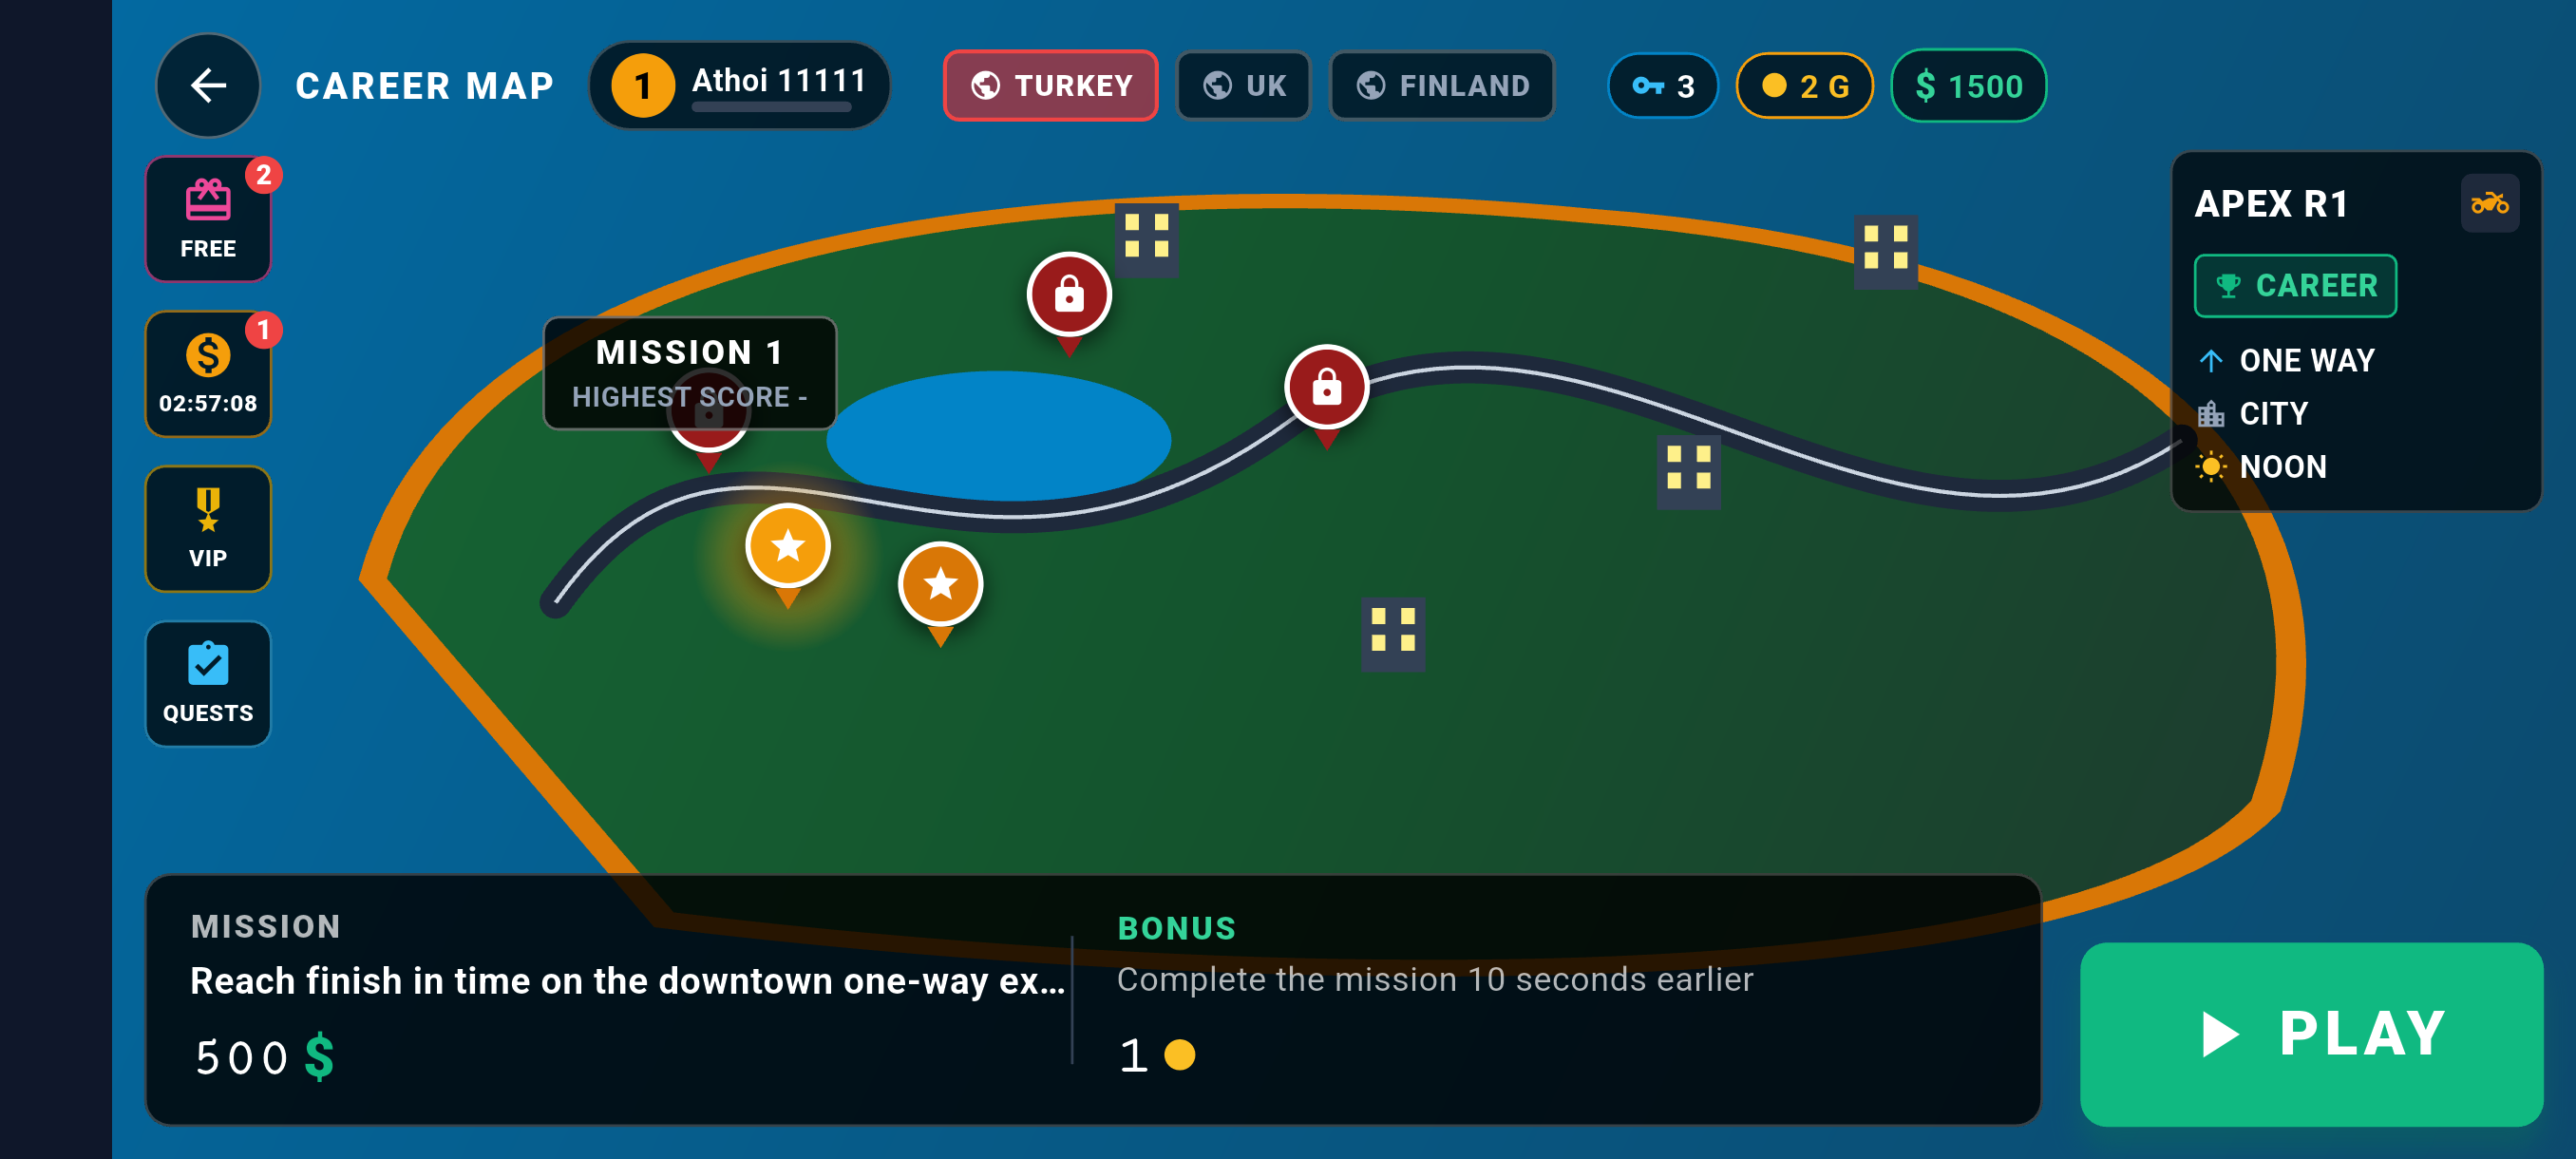 CAREER MAP
1 Athoi 11111
TURKEY
UK
FINLAND
3
2 G
$ 1500
2
FREE
1
02:57:08
VIP
QUESTS
MISSION 1
HIGHEST SCORE -
APEX R1
CAREER
ONE WAY
CITY
NOON
MISSION
Reach finish in time on the downtown one-way ex...
500 $
BONUS
Complete the mission 10 seconds earlier
1
PLAY